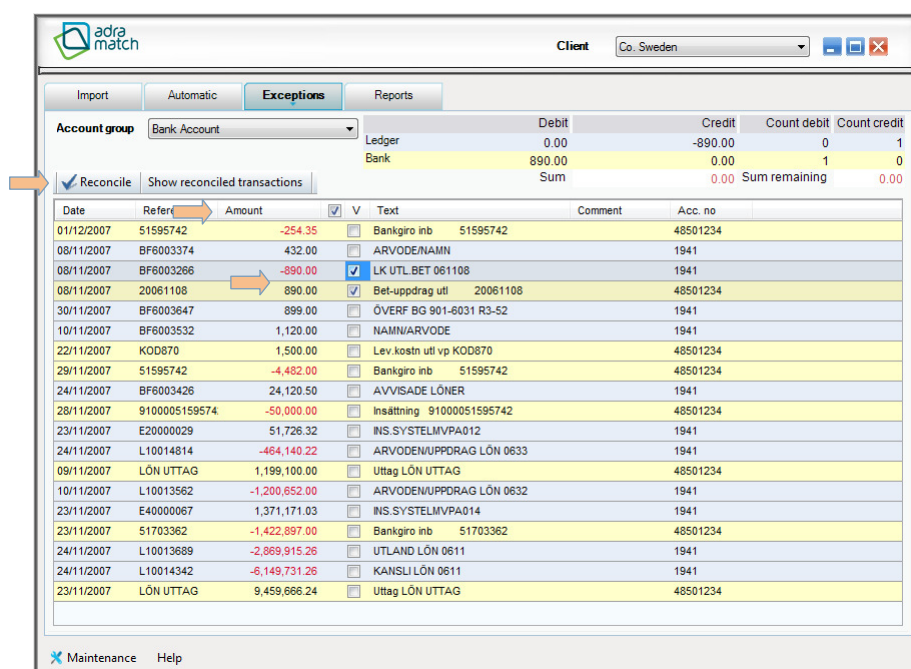 adra
match
Client Co. Sweden
Import Automatic Exceptions Reports
Account group Bank Account
Debit Credit Count debit Count credit
Ledger 0.00 -890.00 0 1
Bank 890.00 0.00 1 0
Sum 0.00 Sum remaining 0.00
Reconcile Show reconciled transactions
Date Amount V Text Comment Acc. no
01/12/2007 51595742 -254.35 Bankgiro inb 51595742 48501234
08/11/2007 BF6003374 432.00 ARVODE/NAMN 1941
08/11/2007 BF6003266 -890.00 LK UTL.BET 061108 1941
08/11/2007 20061108 890.00 Bet-uppdrag utl 20061108 48501234
30/11/2007 BF6003647 899.00 ÖVERF BG 901-6031 R3-52 1941
10/11/2007 BF6003532 1,120.00 NAMN/ARVODE 1941
22/11/2007 KOD870 1,500.00 Lev.kostn utl vp KOD870 48501234
29/11/2007 51595742 -4,482.00 Bankgiro inb 51595742 48501234
24/11/2007 BF6003426 24,120.50 AVVISADE LÖNER 1941
28/11/2007 9100005159574 -50,000.00 Insättning 91000051595742 48501234
23/11/2007 E20000029 51,726.32 INS.SYSTELMVPA012 1941
24/11/2007 L10014814 -464,140.22 ARVODEN/UPPDRAG LÖN 0633 1941
09/11/2007 LÖN UTTAG 1,199,100.00 Uttag LÖN UTTAG 48501234
10/11/2007 L10013562 -1,200,652.00 ARVODEN/UPPDRAG LÖN 0632 1941
23/11/2007 E40000067 1,371,171.03 INS.SYSTELMVPA014 1941
23/11/2007 51703362 -1,422,897.00 Bankgiro inb 51703362 48501234
24/11/2007 L10013689 -2,869,915.26 UTLAND LÖN 0611 1941
24/11/2007 L10014342 -6,149,731.26 KANSLI LÖN 0611 1941
23/11/2007 LÖN UTTAG 9,459,666.24 Uttag LÖN UTTAG 48501234
Maintenance Help